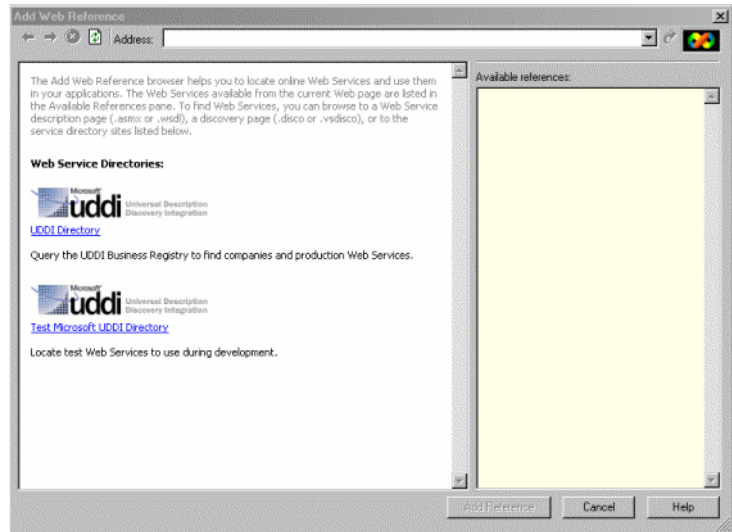 Add Web Reference
Address:
The Add Web Reference browser helps you to locate online Web Services and use them
in your applications. The Web Services available from the current Web page are listed in
the Available References pane. To find Web Services, you can browse to a Web Service
description page (.asmx or .wsdl), a discovery page (.disco or .vsdisco), or to the
service directory sites listed below.
Web Service Directories:
Microsoft
uddi Universal Description
Discovery Integration
UDDI Directory
Query the UDDI Business Registry to find companies and production Web Services.
Microsoft
uddi Universal Description
Discovery Integration
Test Microsoft UDDI Directory
Locate test Web Services to use during development.
Available references:
Add Reference
Cancel
Help